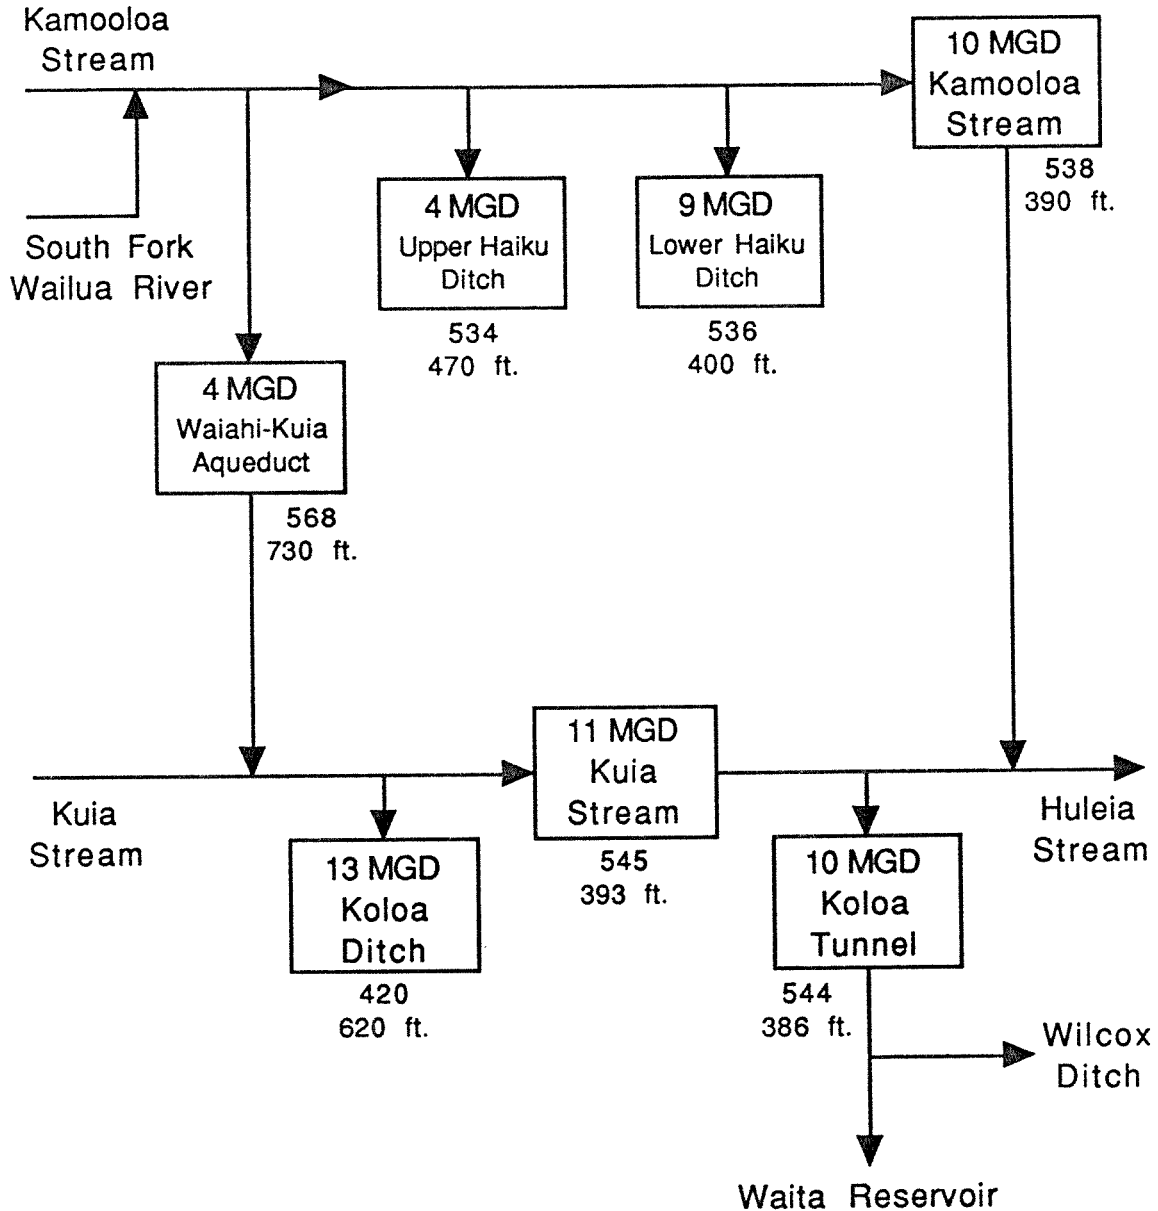 Kamooloa
Stream
10 MGD
Kamooloa
Stream
538
390 ft.
South Fork
Wailua River
4 MGD
Upper Haiku
Ditch
534
470 ft.
9 MGD
Lower Haiku
Ditch
536
400 ft.
4 MGD
Waiahi-Kuia
Aqueduct
568
730 ft.
Kuia
Stream
13 MGD
Koloa
Ditch
420
620 ft.
11 MGD
Kuia
Stream
545
393 ft.
10 MGD
Koloa
Tunnel
544
386 ft.
Huleia
Stream
Wilcox
Ditch
Waita Reservoir